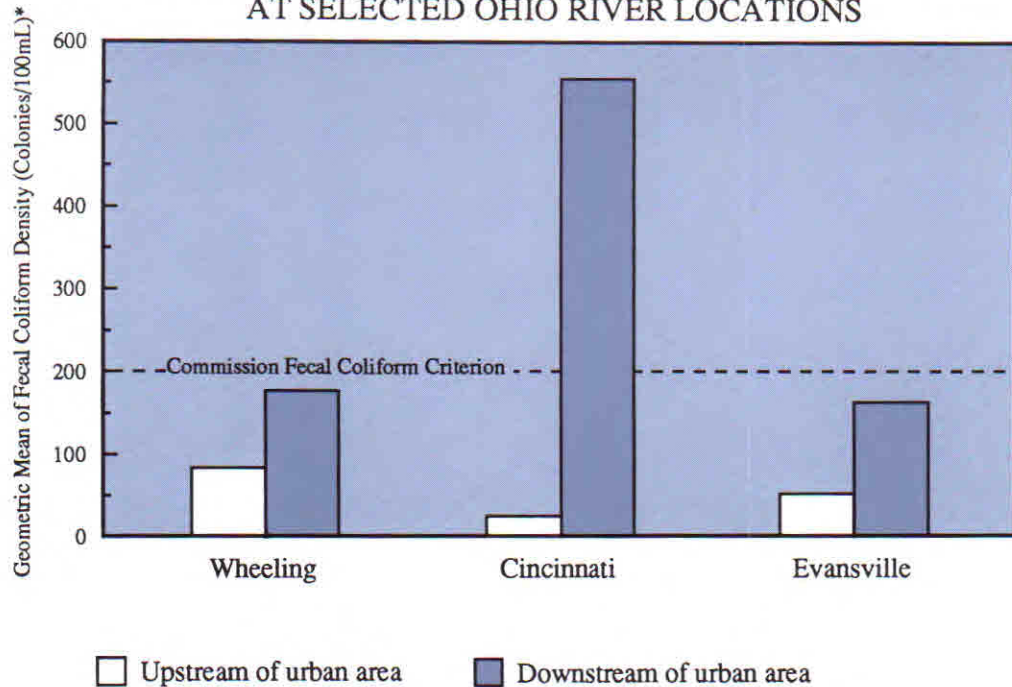 AT SELECTED OHIO RIVER LOCATIONS
Geometric Mean of Fecal Coliform Density (Colonies/100mL)*
600
500
400
300
200
100
0
Commission Fecal Coliform Criterion
Wheeling Cincinnati Evansville
Upstream of urban area Downstream of urban area